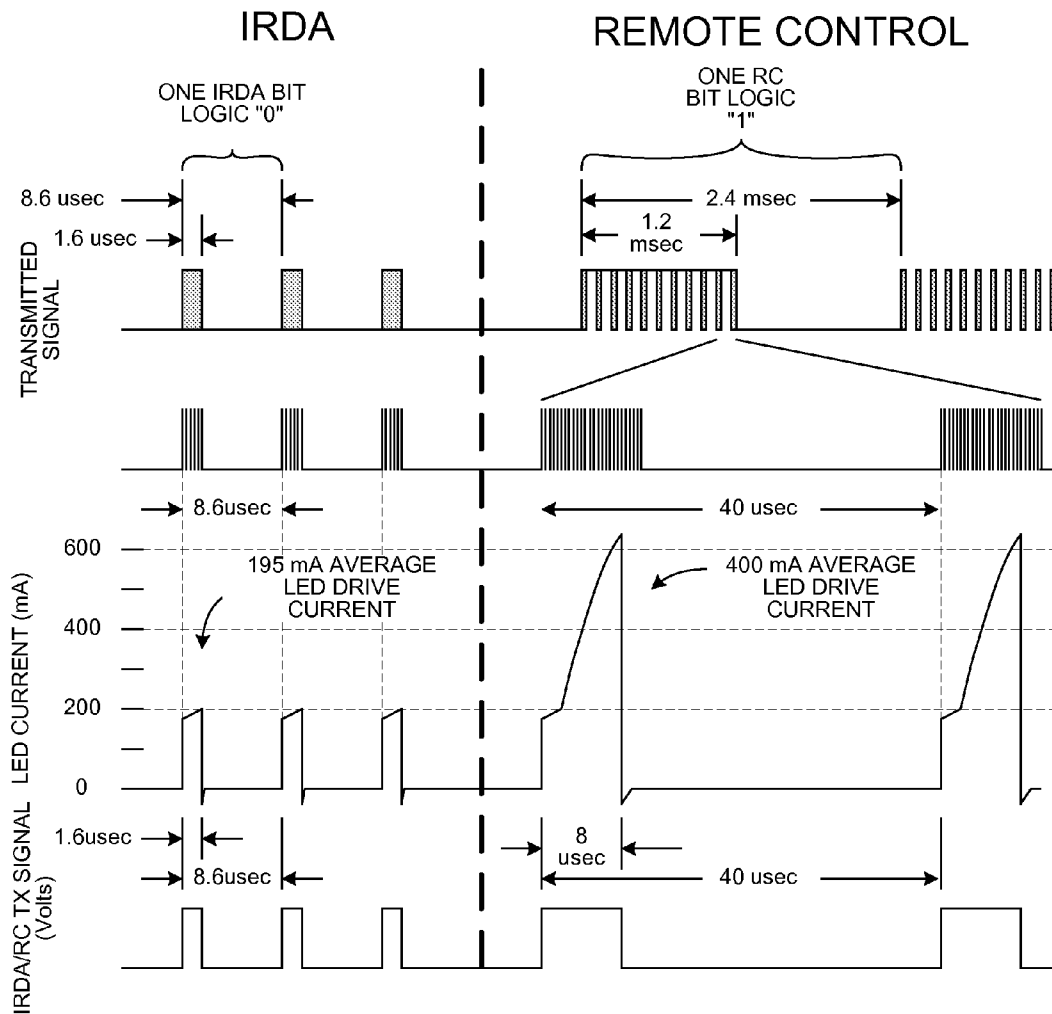 IRDA
REMOTE CONTROL
ONE IRDA BIT
LOGIC "0"
ONE RC
BIT LOGIC
"1"
8.6 usec
2.4 msec
1.6 usec
1.2
msec
TRANSMITTED
SIGNAL
8.6usec
40 usec
LED CURRENT (mA)
600
400
200
0
195 mA AVERAGE
LED DRIVE
CURRENT
400 mA AVERAGE
LED DRIVE
CURRENT
1.6usec
8
usec
8.6usec
40 usec
IRDA/RC TX SIGNAL
(Volts)